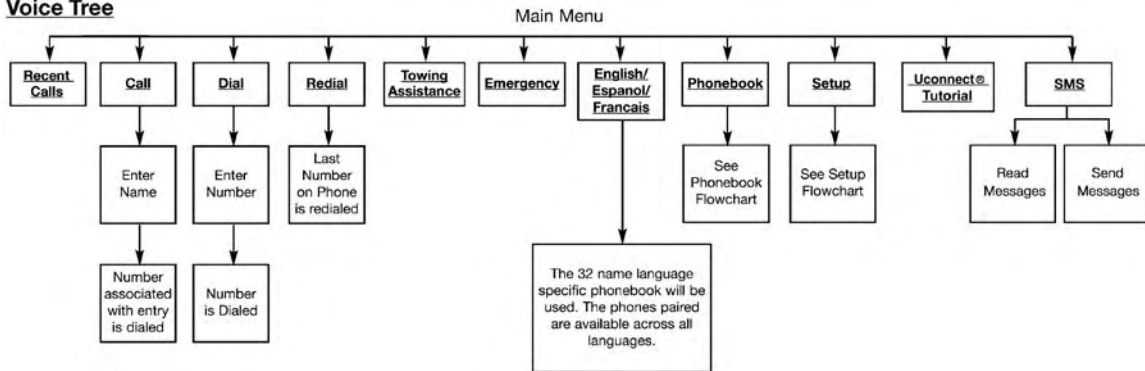 Voice Tree
Main Menu
Recent
Calls
Call
Dial
Redial
Towing
Assistance
Emergency
English/
Espanol/
Francais
Phonebook
Setup
Uconnect®
Tutorial
SMS
Enter
Name
Enter
Number
Last
Number
on Phone
is redialed
See
Phonebook
Flowchart
See Setup
Flowchart
Read
Messages
Send
Messages
Number
associated
with entry
is dialed
Number
is Dialed
The 32 name language
specific phonebook will be
used. The phones paired
are available across all
languages.